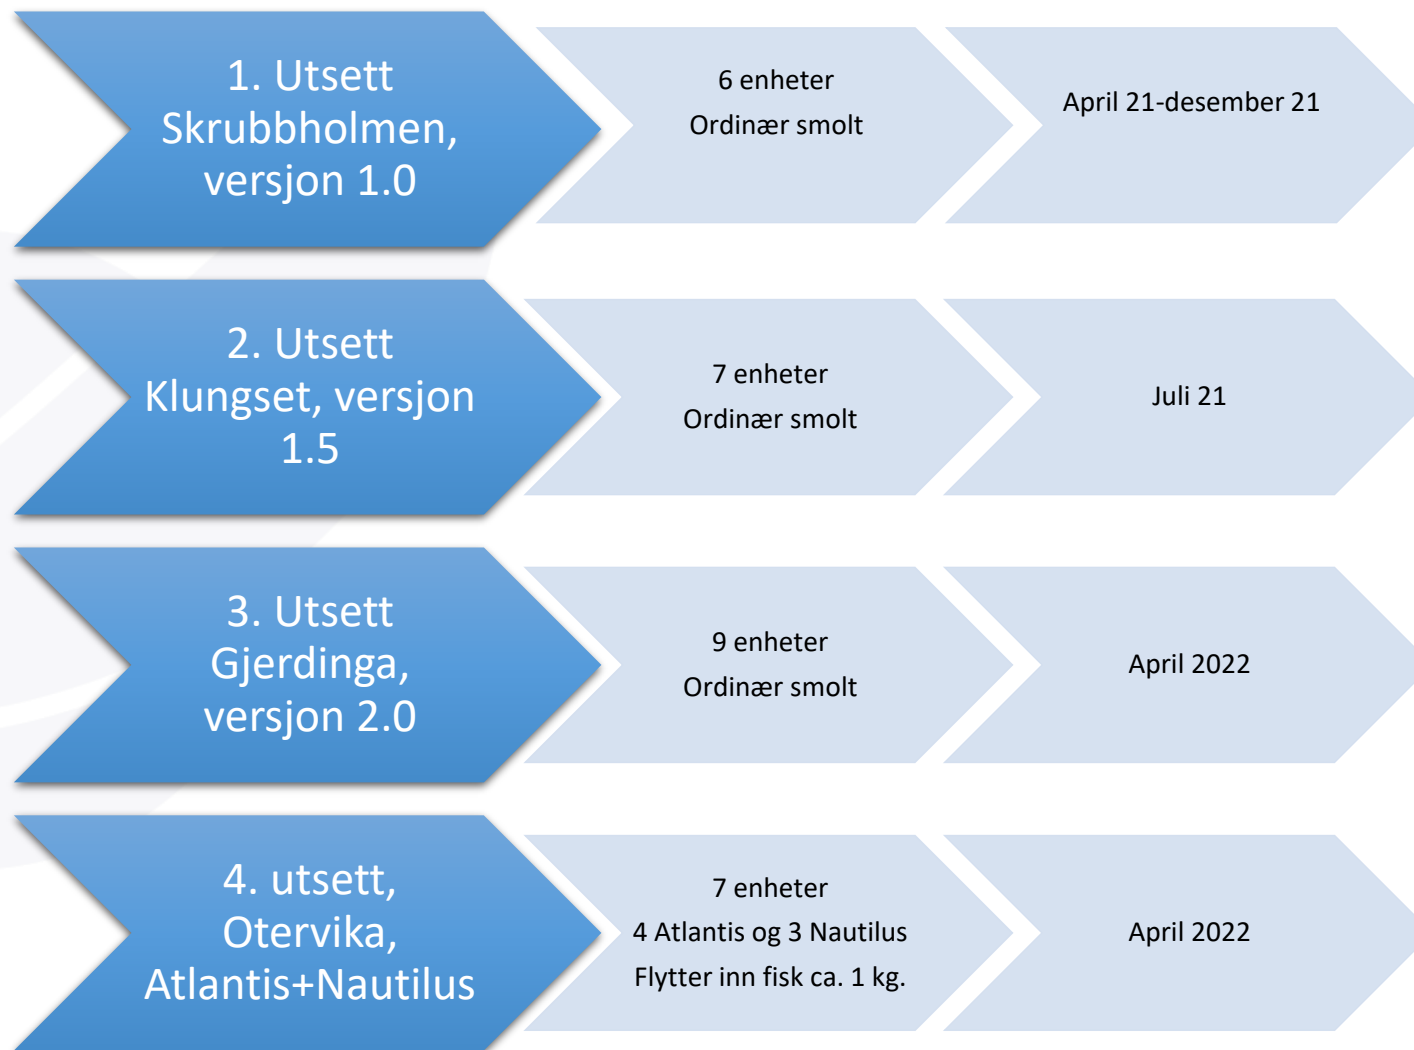 1. Utsett
Skrubbholmen,
versjon 1.0
6 enheter
Ordinær smolt
April 21-desember 21
2. Utsett
Klungset, versjon
1.5
7 enheter
Ordinær smolt
Juli 21
3. Utsett
Gjerdinga,
versjon 2.0
9 enheter
Ordinær smolt
April 2022
4. utsett,
Otervika,
Atlantis+Nautilus
7 enheter
4 Atlantis og 3 Nautilus
Flytter inn fisk ca. 1 kg.
April 2022